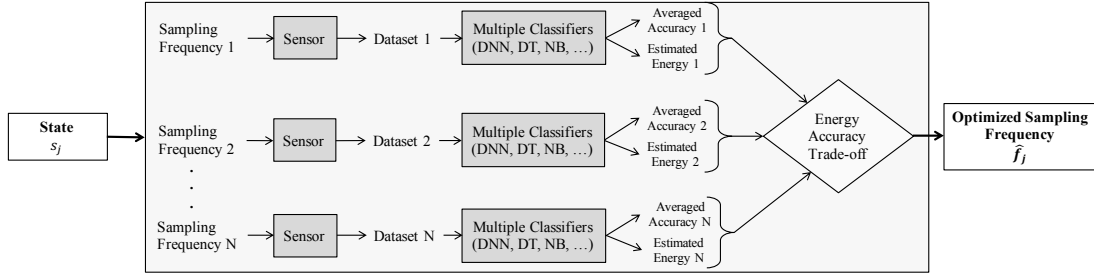 State
s_j
Sampling
Frequency 1
Sensor
Dataset 1
Multiple Classifiers
(DNN, DT, NB, ...)
Averaged
Accuracy 1
Estimated
Energy 1
Sampling
Frequency 2
Sensor
Dataset 2
Multiple Classifiers
(DNN, DT, NB, ...)
Averaged
Accuracy 2
Estimated
Energy 2
.
.
.
.
Sampling
Frequency N
Sensor
Dataset N
Multiple Classifiers
(DNN, DT, NB, ...)
Averaged
Accuracy N
Estimated
Energy N
Energy
Accuracy
Trade-off
Optimized Sampling
Frequency
f̂_j